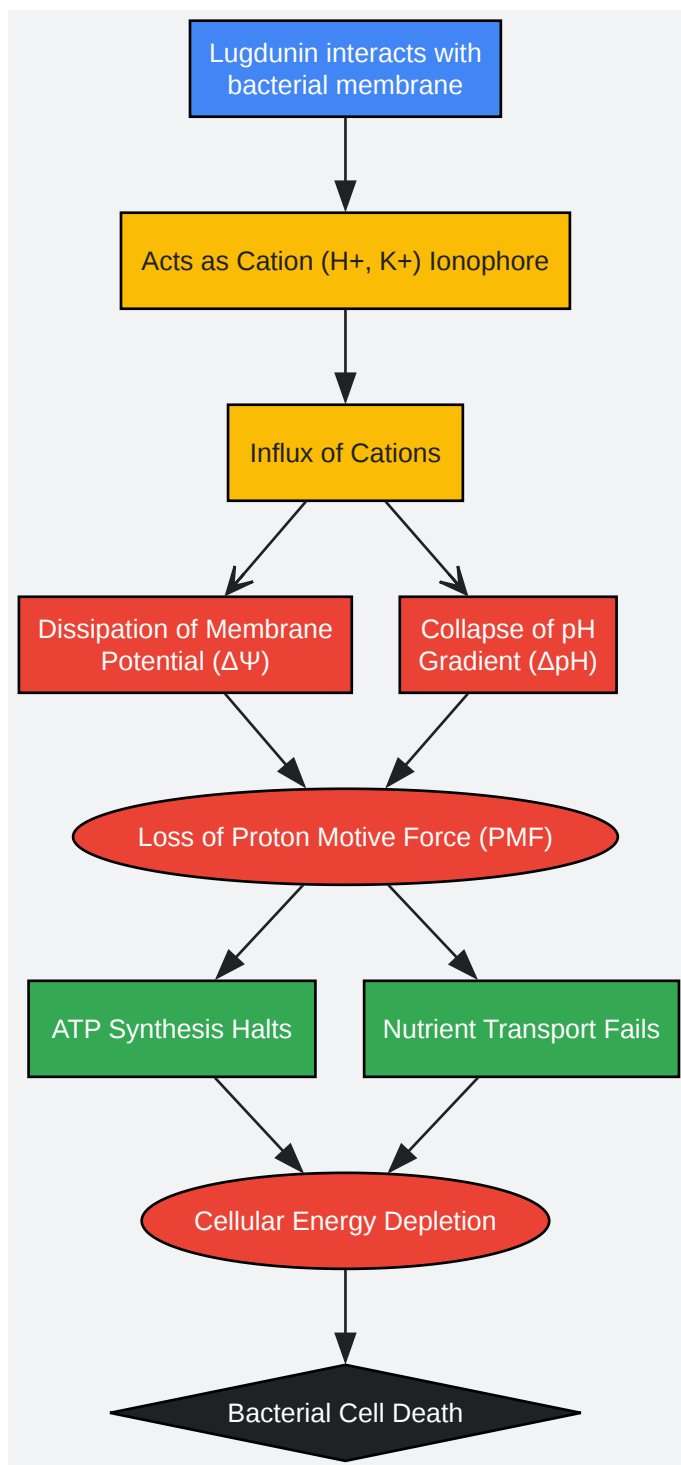 Lugdunin interacts with
bacterial membrane
Acts as Cation (H+, K+) Ionophore
Influx of Cations
Dissipation of Membrane
Potential (ΔΨ)
Collapse of pH
Gradient (ΔpH)
Loss of Proton Motive Force (PMF)
ATP Synthesis Halts
Nutrient Transport Fails
Cellular Energy Depletion
Bacterial Cell Death